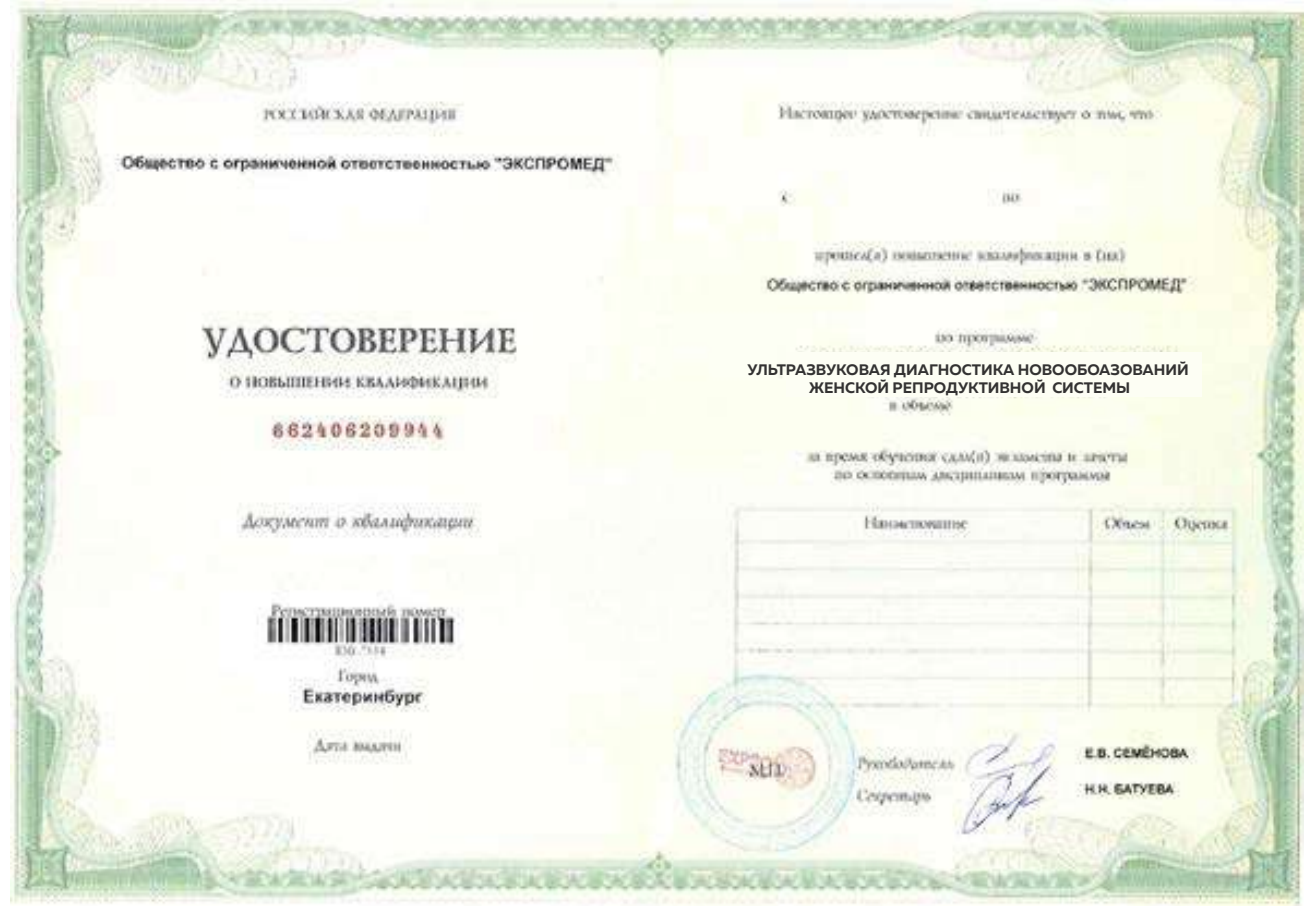 РОССИЙСКАЯ ФЕДЕРАЦИЯ
Общество с ограниченной ответственностью "ЭКСПРОМЕД"
УДОСТОВЕРЕНИЕ
О ПОВЫШЕНИИ КВАЛИФИКАЦИИ
662406209944
Документ о квалификации
Регистрационный номер
Город
Екатеринбург
Дата выдачи
Настоящее удостоверение свидетельствует о том, что
с по
прошел(а) повышение квалификации в (на)
Общество с ограниченной ответственностью "ЭКСПРОМЕД"
по программе
УЛЬТРАЗВУКОВАЯ ДИАГНОСТИКА НОВООБОАЗОВАНИЙ
ЖЕНСКОЙ РЕПРОДУКТИВНОЙ СИСТЕМЫ
в объеме
за время обучения сдал(а) экзамены и зачеты
по основным дисциплинам программы
Наименование Объем Оценка
М.П.
Руководитель Е.В. СЕМЁНОВА
Секретарь Н.Н. БАТУЕВА